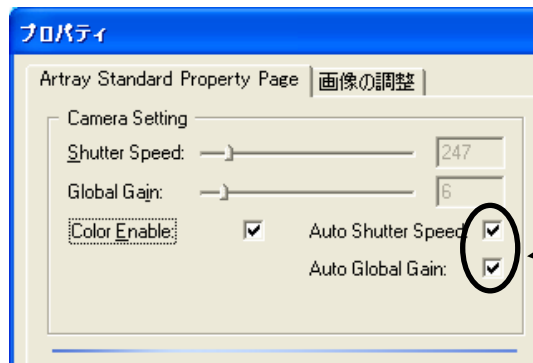 プロパティ
Artray Standard Property Page 画像の調整
Camera Setting
Shutter Speed: 247
Global Gain: 6
Color Enable: Auto Shutter Speed:
Auto Global Gain: